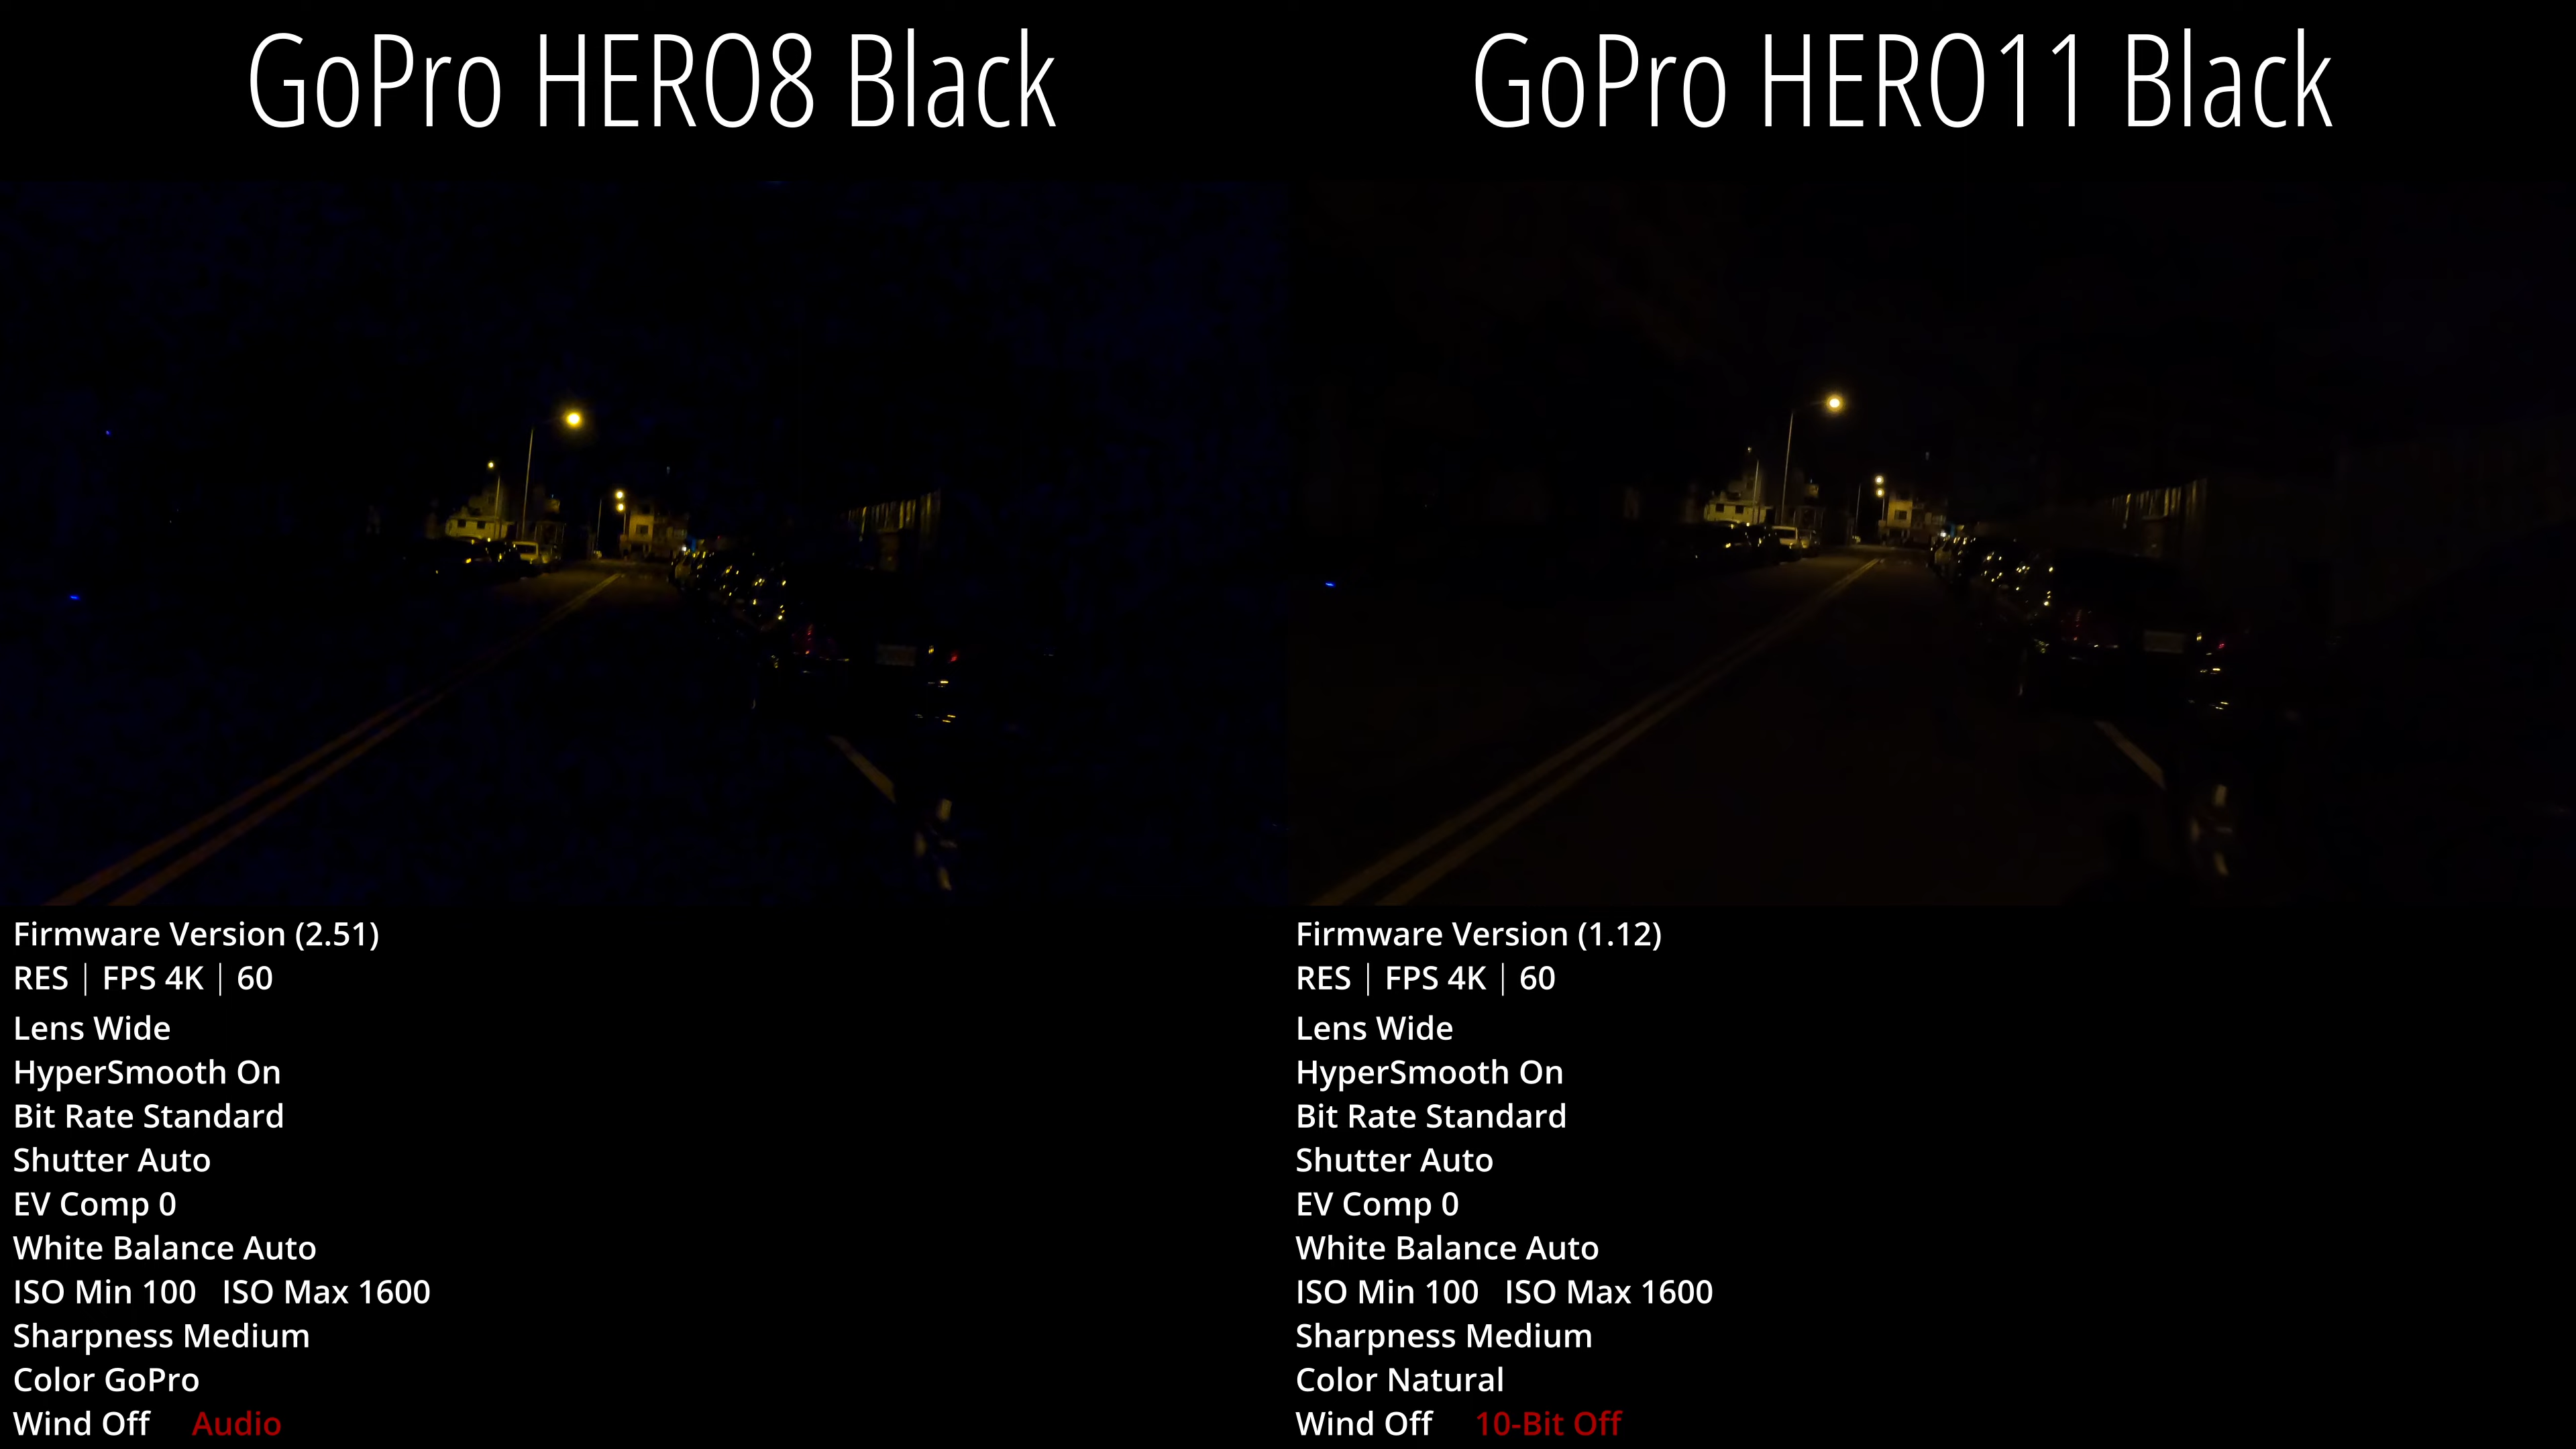 GoPro HERO8 Black
Firmware Version (2.51)
RES | FPS 4K | 60
Lens Wide
HyperSmooth On
Bit Rate Standard
Shutter Auto
EV Comp 0
White Balance Auto
ISO Min 100 ISO Max 1600
Sharpness Medium
Color GoPro
Wind Off Audio
GoPro HERO11 Black
Firmware Version (1.12)
RES | FPS 4K | 60
Lens Wide
HyperSmooth On
Bit Rate Standard
Shutter Auto
EV Comp 0
White Balance Auto
ISO Min 100 ISO Max 1600
Sharpness Medium
Color Natural
Wind Off 10-Bit Off